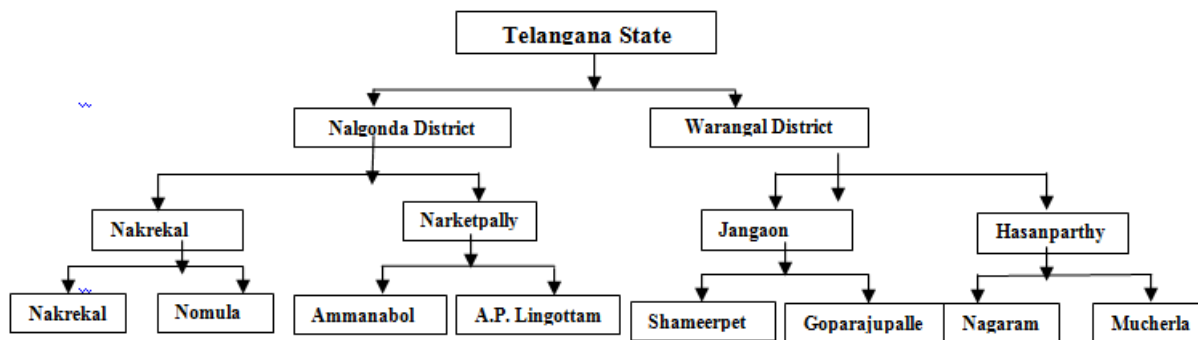 Telangana State
Nalgonda District
Warangal District
Nakrekal
Narketpally
Jangaon
Hasanparthy
Nakrekal
Nomula
Ammanabol
A.P. Lingottam
Shameerpet
Goparajupalle
Nagaram
Mucherla